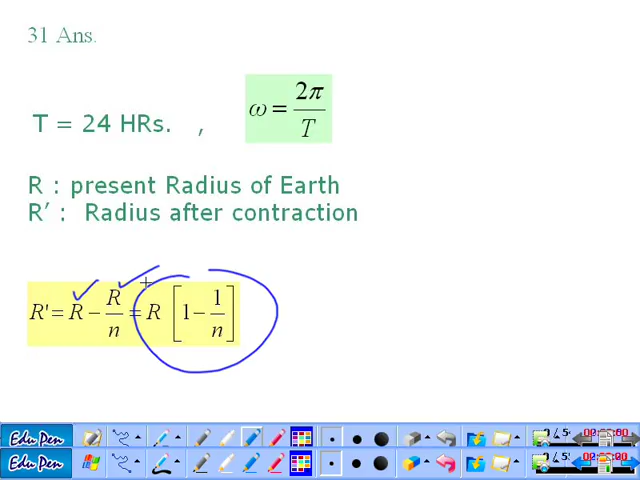 31 Ans.
T = 24 HRs. , ω = 2π/T
R : present Radius of Earth
R’ : Radius after contraction
R' = R − R/n = R [1 − 1/n]
Edu Pen
Edu Pen